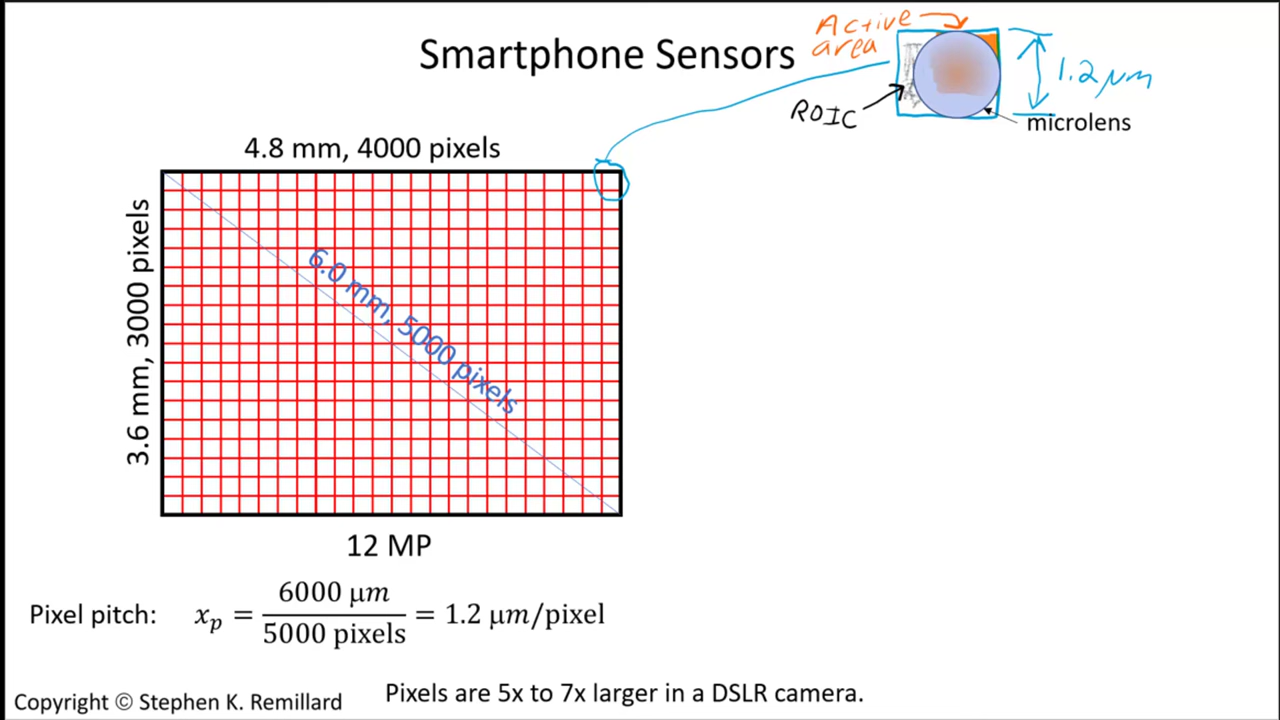 Smartphone Sensors
Active
area
1.2 μm
ROIC
microlens
4.8 mm, 4000 pixels
3.6 mm, 3000 pixels
6.0 mm, 5000 pixels
12 MP
Pixel pitch: xₚ = 6000 μm / 5000 pixels = 1.2 μm/pixel
Pixels are 5x to 7x larger in a DSLR camera.
Copyright © Stephen K. Remillard